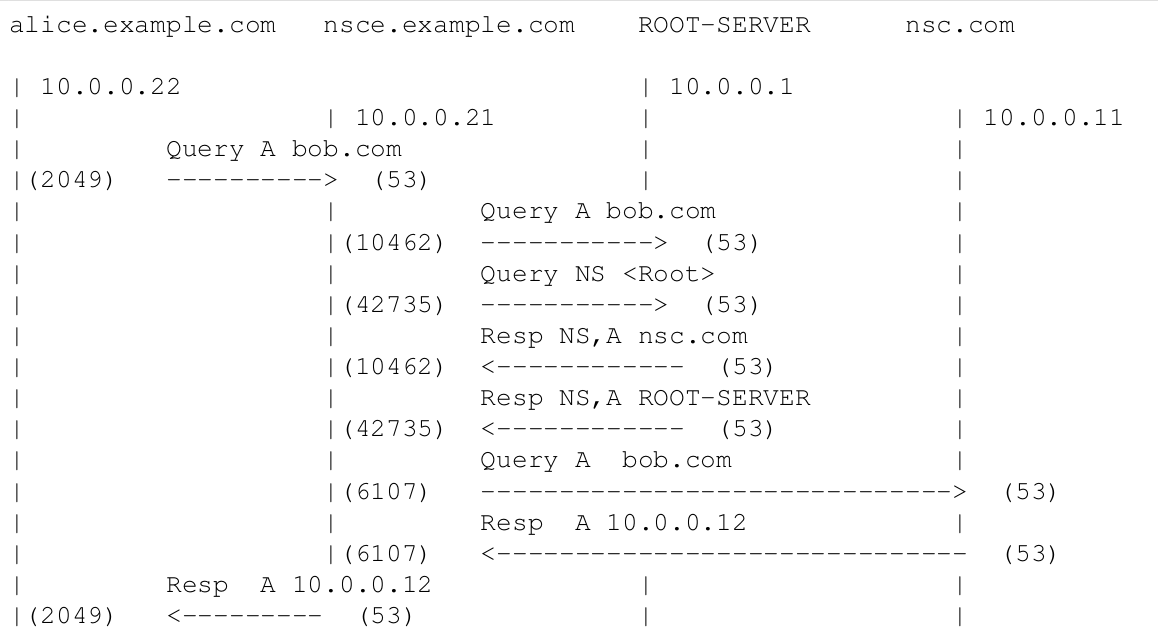 alice.example.com   nsce.example.com    ROOT-SERVER      nsc.com
| 10.0.0.22                             | 10.0.0.1
|                   | 10.0.0.21         |                   | 10.0.0.11
|         Query A bob.com               |                   |
|(2049)   ---------->  (53)             |                   |
|                   |         Query A bob.com               |
|                   |(10462)  ----------->  (53)            |
|                   |         Query NS <Root>               |
|                   |(42735)  ----------->  (53)            |
|                   |         Resp NS,A nsc.com             |
|                   |(10462)  <------------  (53)           |
|                   |         Resp NS,A ROOT-SERVER         |
|                   |(42735)  <------------  (53)           |
|                   |         Query A  bob.com              |
|                   |(6107)   ------------------------------>  (53)
|                   |         Resp  A 10.0.0.12             |
|                   |(6107)   <------------------------------  (53)
|         Resp  A 10.0.0.12             |                   |
|(2049)   <---------  (53)              |                   |